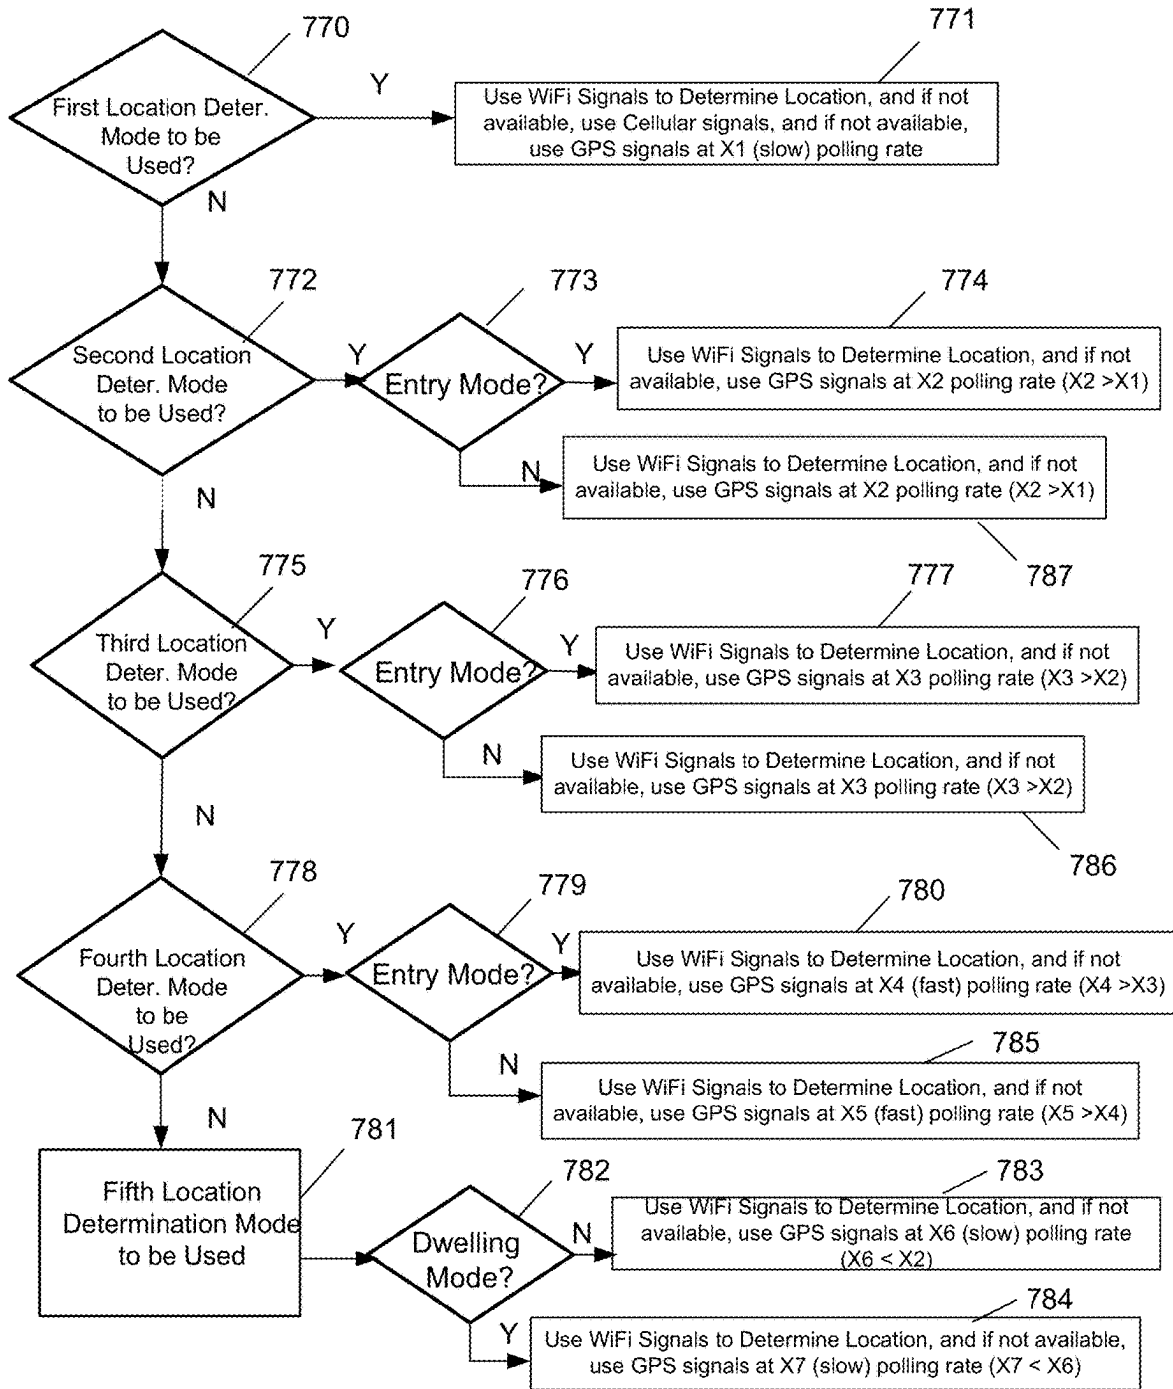 770
771
First Location Deter.
Mode to be
Used?
Y
Use WiFi Signals to Determine Location, and if not
available, use Cellular signals, and if not available,
use GPS signals at X1 (slow) polling rate
N
772
773
774
Second Location
Deter. Mode
to be Used?
Y
Entry Mode?
Y
Use WiFi Signals to Determine Location, and if not
available, use GPS signals at X2 polling rate (X2 >X1)
N
Use WiFi Signals to Determine Location, and if not
available, use GPS signals at X2 polling rate (X2 >X1)
787
N
775
776
777
Third Location
Deter. Mode
to be Used?
Y
Entry Mode?
Y
Use WiFi Signals to Determine Location, and if not
available, use GPS signals at X3 polling rate (X3 >X2)
N
Use WiFi Signals to Determine Location, and if not
available, use GPS signals at X3 polling rate (X3 >X2)
786
N
778
779
780
Fourth Location
Deter. Mode
to be
Used?
Y
Entry Mode?
Y
Use WiFi Signals to Determine Location, and if not
available, use GPS signals at X4 (fast) polling rate (X4 >X3)
785
N
Use WiFi Signals to Determine Location, and if not
available, use GPS signals at X5 (fast) polling rate (X5 >X4)
N
781
782
783
Fifth Location
Determination Mode
to be Used
Dwelling
Mode?
N
Use WiFi Signals to Determine Location, and if not
available, use GPS signals at X6 (slow) polling rate
(X6 < X2)
784
Y
Use WiFi Signals to Determine Location, and if not available,
use GPS signals at X7 (slow) polling rate (X7 < X6)